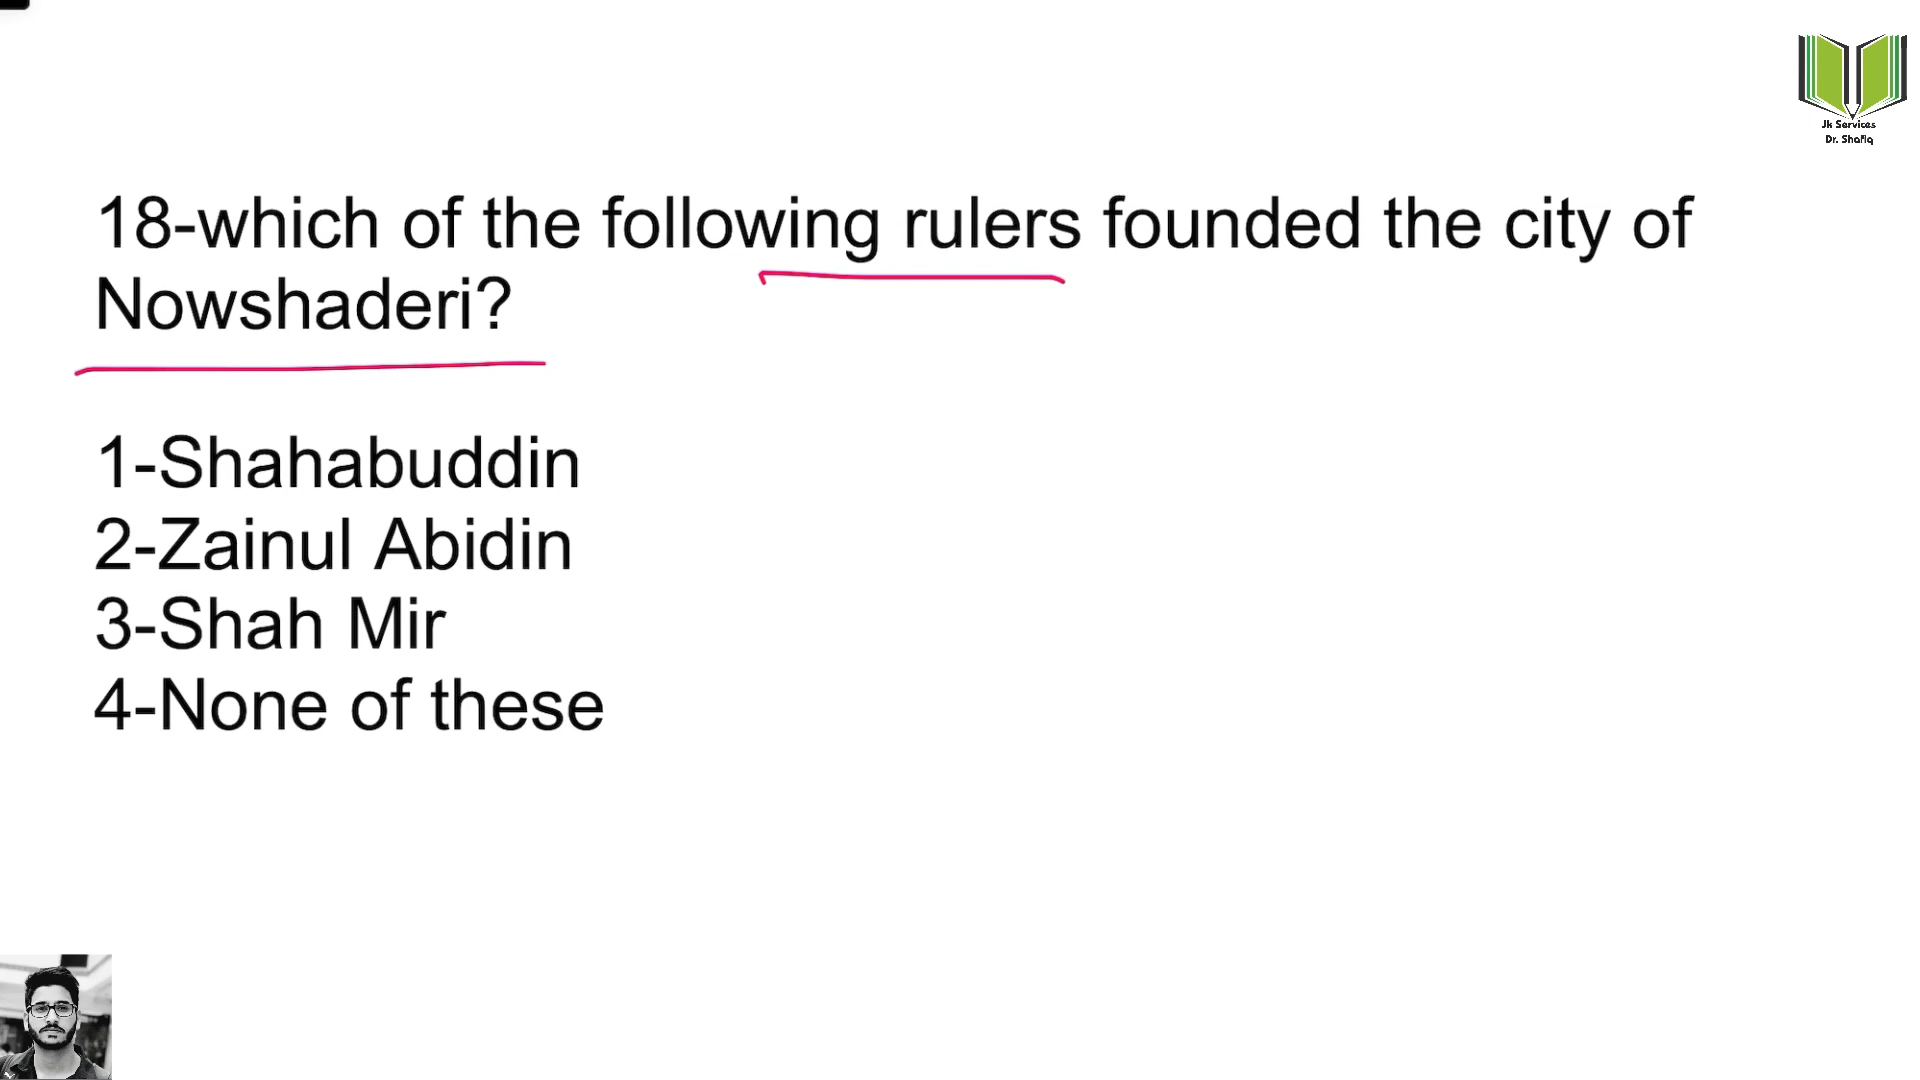 Jk Services
Dr. Shafiq
18-which of the following rulers founded the city of
Nowshaderi?
1-Shahabuddin
2-Zainul Abidin
3-Shah Mir
4-None of these